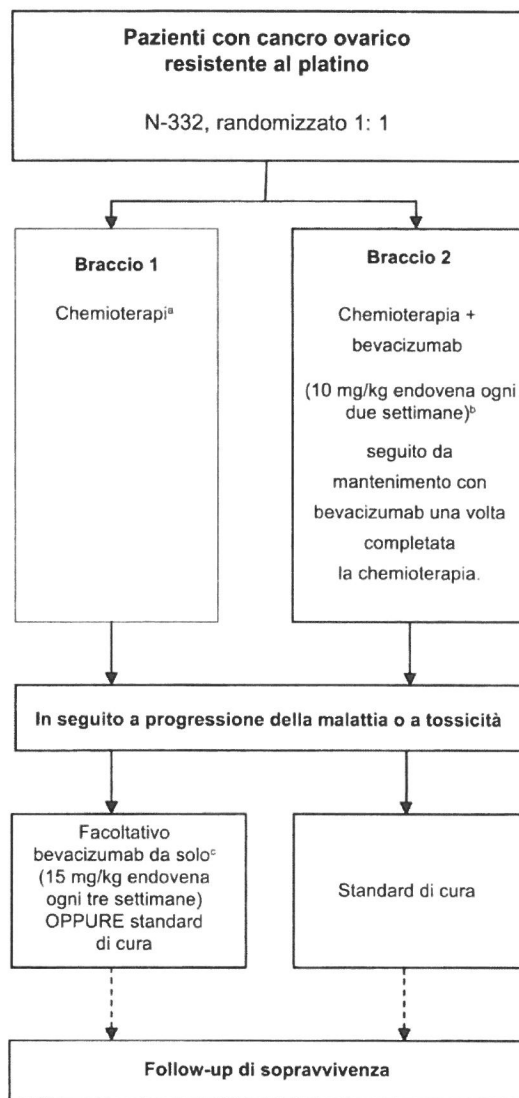 Pazienti con cancro ovarico
resistente al platino
N-332, randomizzato 1: 1
Braccio 1
Chemioterapiᵃ
Braccio 2
Chemioterapia +
bevacizumab
(10 mg/kg endovena ogni
due settimane)ᵇ
seguito da
mantenimento con
bevacizumab una volta
completata
la chemioterapia.
In seguito a progressione della malattia o a tossicità
Facoltativo
bevacizumab da soloᶜ
(15 mg/kg endovena
ogni tre settimane)
OPPURE standard
di cura
Standard di cura
Follow-up di sopravvivenza